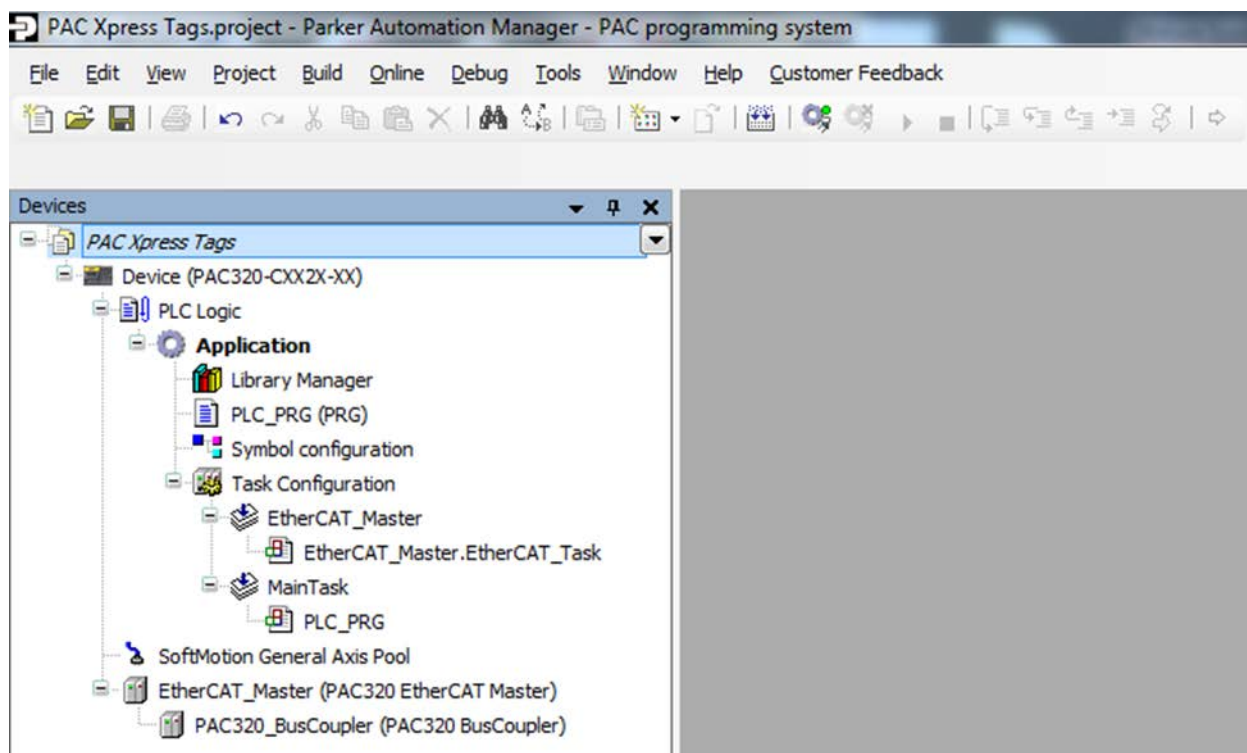 PAC Xpress Tags.project - Parker Automation Manager - PAC programming system
File Edit View Project Build Online Debug Tools Window Help Customer Feedback
Devices
PAC Xpress Tags
Device (PAC320-CXX2X-XX)
PLC Logic
Application
Library Manager
PLC_PRG (PRG)
Symbol configuration
Task Configuration
EtherCAT_Master
EtherCAT_Master.EtherCAT_Task
MainTask
PLC_PRG
SoftMotion General Axis Pool
EtherCAT_Master (PAC320 EtherCAT Master)
PAC320_BusCoupler (PAC320 BusCoupler)